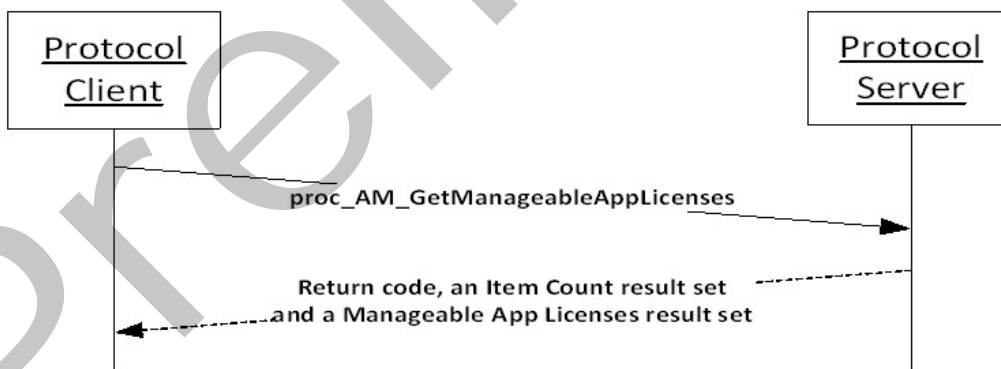 Protocol
Client
Protocol
Server
proc_AM_GetManageableAppLicenses
Return code, an Item Count result set
and a Manageable App Licenses result set